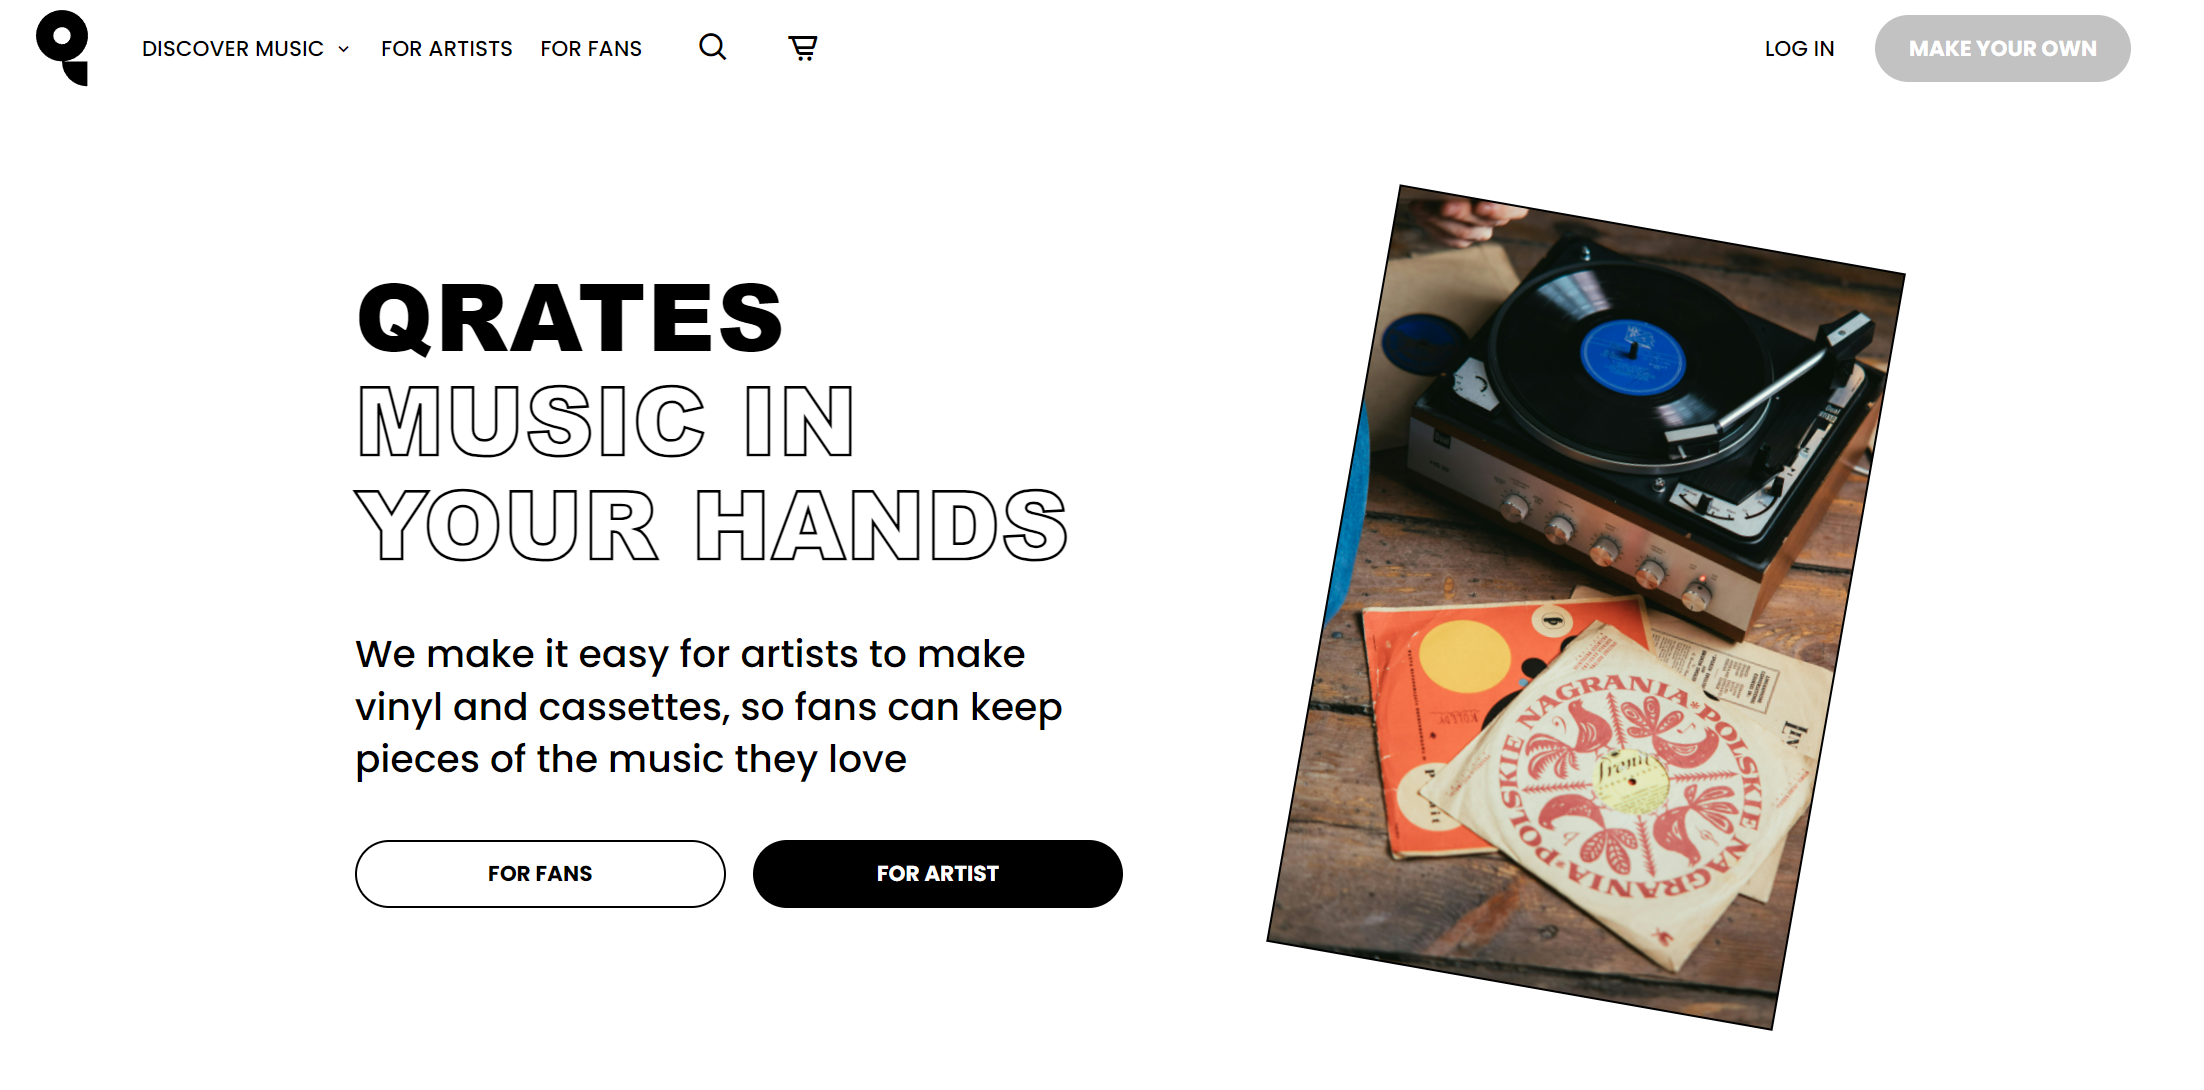 DISCOVER MUSIC
FOR ARTISTS
FOR FANS
LOG IN
MAKE YOUR OWN
QRATES
MUSIC IN
YOUR HANDS
We make it easy for artists to make
vinyl and cassettes, so fans can keep
pieces of the music they love
FOR FANS
FOR ARTIST
POLSKIE NAGRANIA*POLSKIE NAGRANIA*